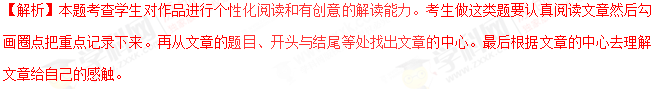 【解析】本题考查学生对作品进行个性化阅读和有创意的解读能力。考生做这类题要认真阅读文章然后勾
画圈点把重点记录下来。再从文章的题目、开头与结尾等处找出文章的中心。最后根据文章的中心去理解
文章给自己的感触。